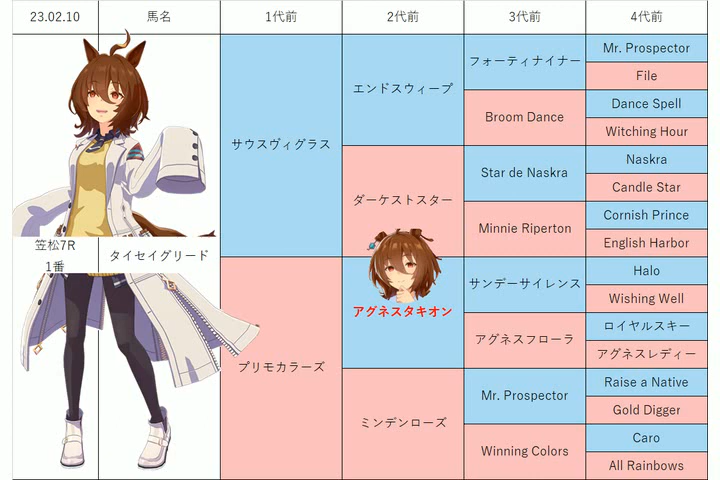 23.02.10 馬名 1代前 2代前 3代前 4代前
笠松7R
1番
タイセイグリード
サウスヴィグラス
プリモカラーズ
エンドスウィープ
ダーケストスター
アグネスタキオン
ミンデンローズ
フォーティナイナー
Broom Dance
Star de Naskra
Minnie Riperton
サンデーサイレンス
アグネスフローラ
Mr. Prospector
Winning Colors
Mr. Prospector
File
Dance Spell
Witching Hour
Naskra
Candle Star
Cornish Prince
English Harbor
Halo
Wishing Well
ロイヤルスキー
アグネスレディー
Raise a Native
Gold Digger
Caro
All Rainbows